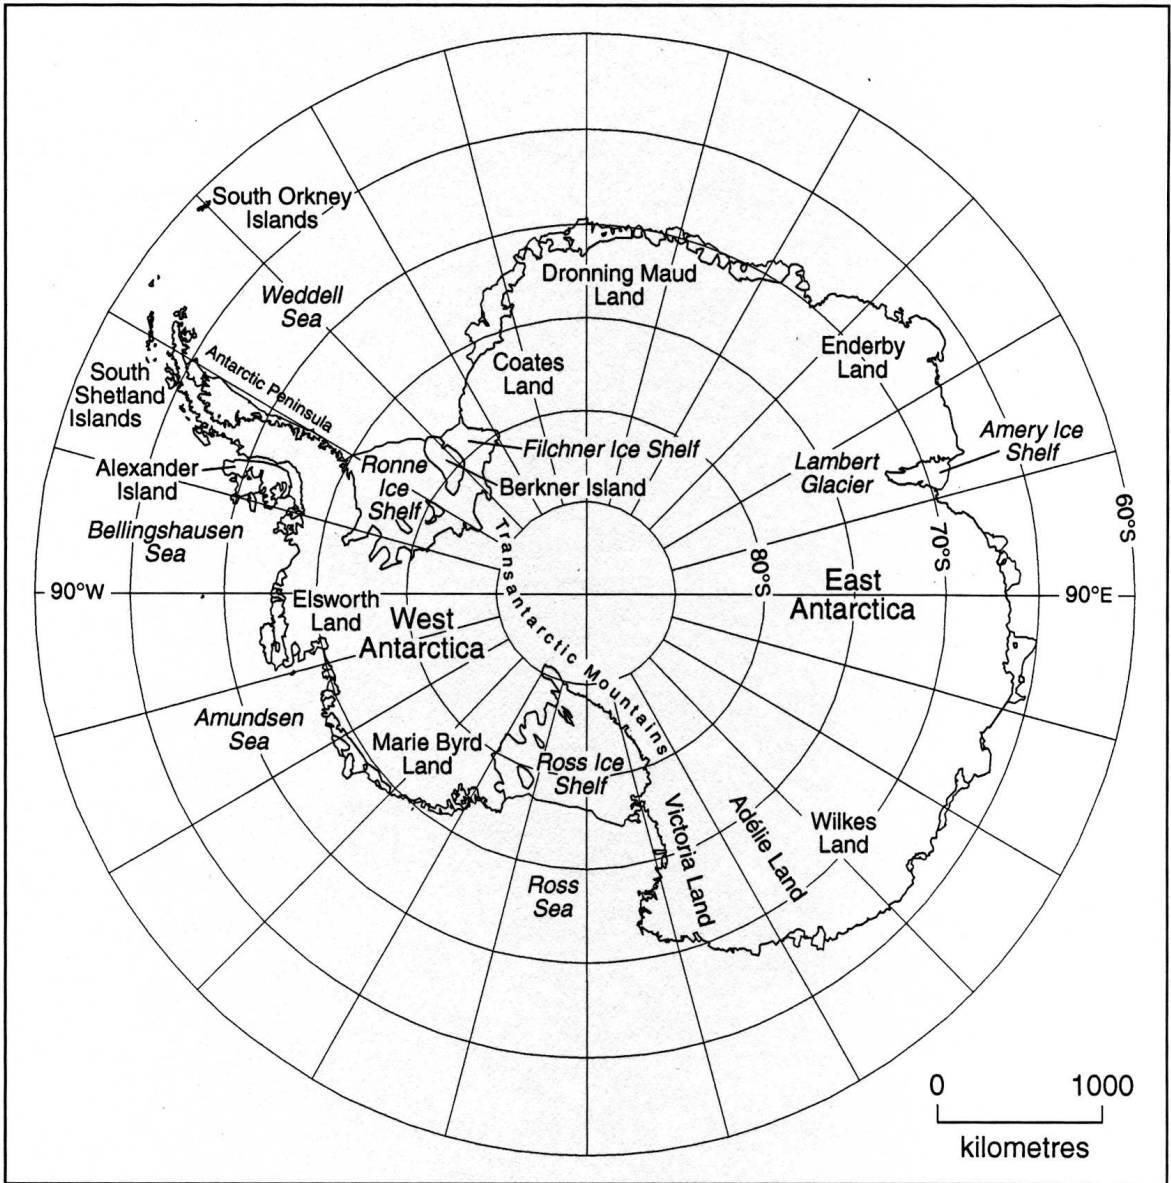 South Orkney
Islands
Weddell
Sea
Dronning Maud
Land
Enderby
Land
Antarctic Peninsula
South
Shetland
Islands
Coates
Land
Amery Ice
Shelf
Filchner Ice Shelf
Lambert
Glacier
Alexander
Island
Ronne
Ice
Shelf
Berkner Island
Bellingshausen
Sea
60°S
70°S
80°S
Transantarctic Mountains
90°W
Elsworth
Land
West
Antarctica
East
Antarctica
90°E
Amundsen
Sea
Marie Byrd
Land
Ross Ice
Shelf
Victoria Land
Adélie Land
Wilkes
Land
Ross
Sea
0 1000
kilometres